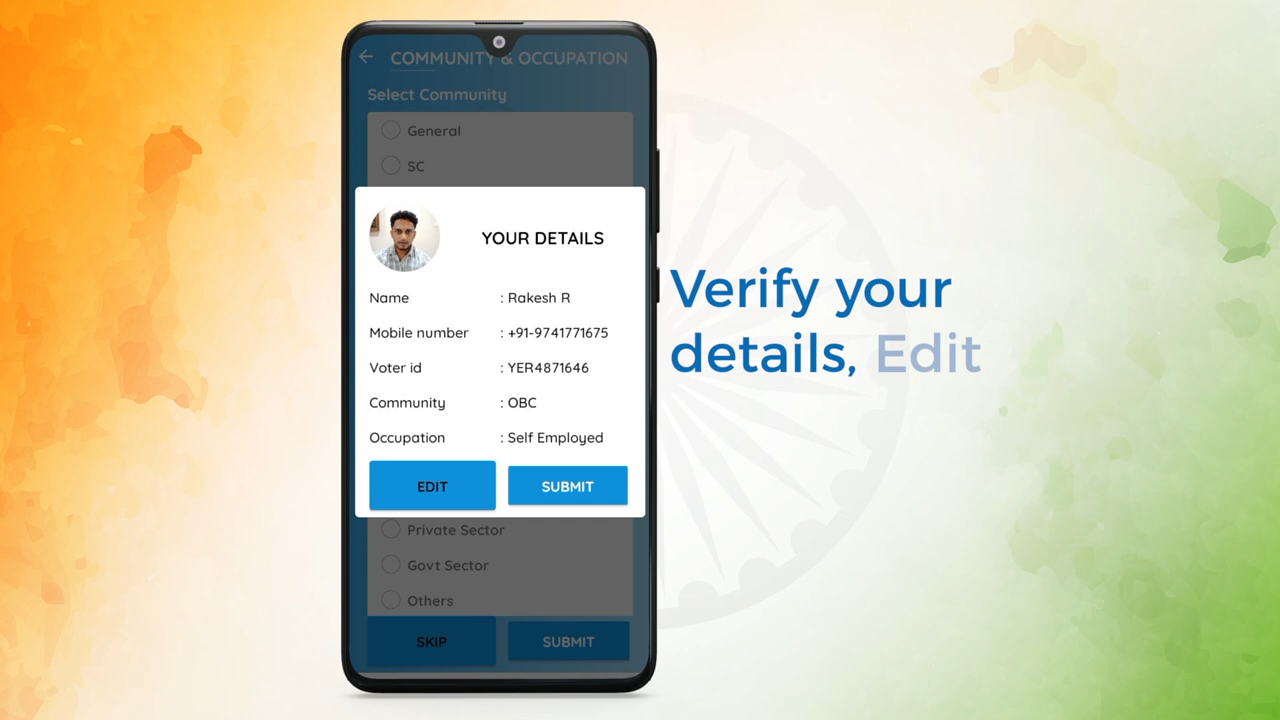 COMMUNITY & OCCUPATION
Select Community
General
SC
YOUR DETAILS
Name : Rakesh R
Mobile number : +91-9741771675
Voter id : YER4871646
Community : OBC
Occupation : Self Employed
EDIT SUBMIT
Private Sector
Govt Sector
Others
SKIP SUBMIT
Verify your
details, Edit